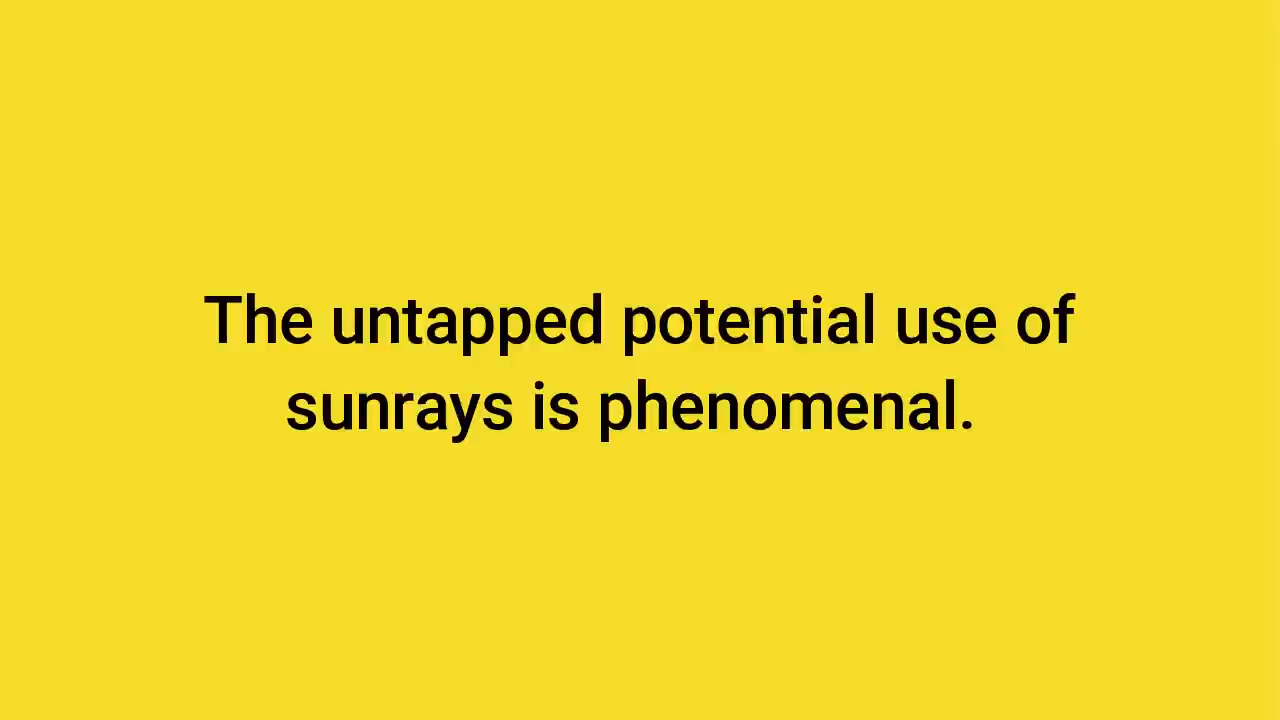 The untapped potential use of
sunrays is phenomenal.